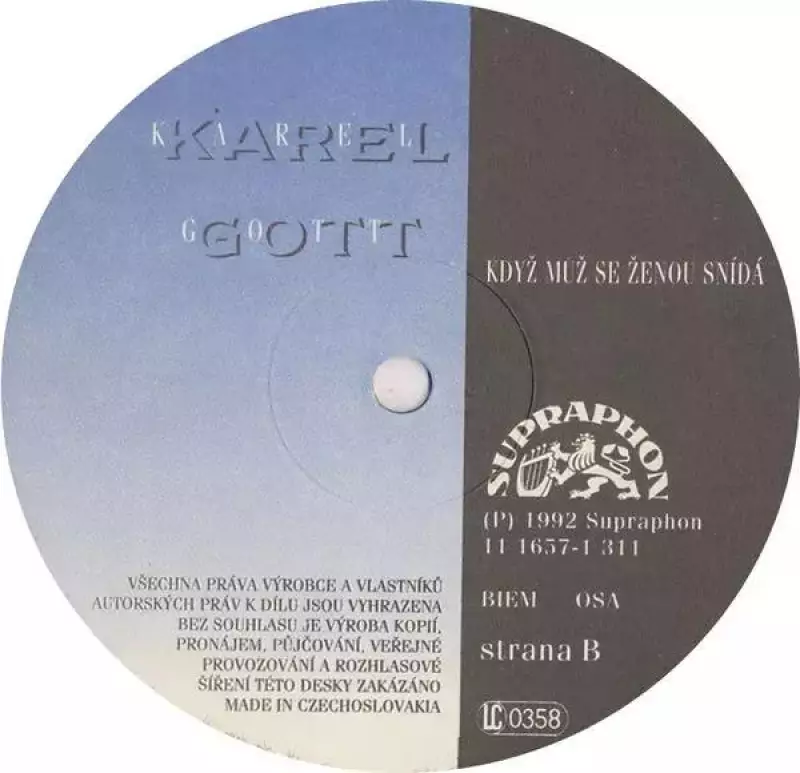 KAREL
KAREL
GOTT
GOTT
KDYŽ MUŽ SE ŽENOU SNÍDÁ
SUPRAPHON
(P) 1992 Supraphon
11 1657-1 311
BIEM OSA
strana B
LC 0358
VŠECHNA PRÁVA VÝROBCE A VLASTNÍKŮ
AUTORSKÝCH PRÁV K DÍLU JSOU VYHRAZENA
BEZ SOUHLASU JE VÝROBA KOPIÍ,
PRONÁJEM, PŮJČOVÁNÍ, VEŘEJNÉ
PROVOZOVÁNÍ A ROZHLASOVÉ
ŠÍŘENÍ TÉTO DESKY ZAKÁZÁNO
MADE IN CZECHOSLOVAKIA